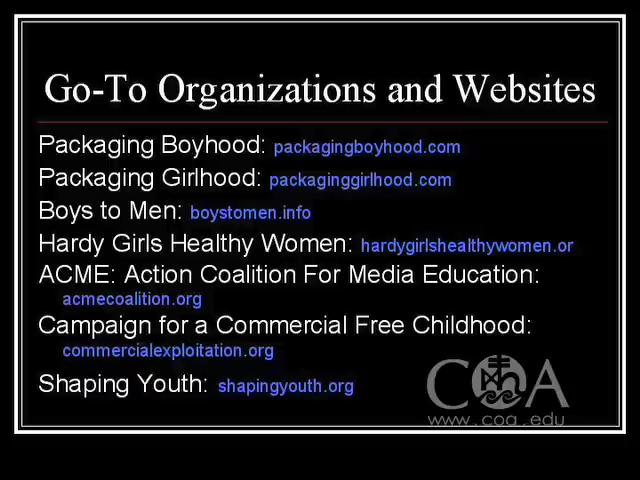 Go-To Organizations and Websites
Packaging Boyhood: packagingboyhood.com
Packaging Girlhood: packaginggirlhood.com
Boys to Men: boystomen.info
Hardy Girls Healthy Women: hardygirlshealthywomen.or
ACME: Action Coalition For Media Education:
acmecoalition.org
Campaign for a Commercial Free Childhood:
commercialexploitation.org
Shaping Youth: shapingyouth.org
COA
www.coa.edu